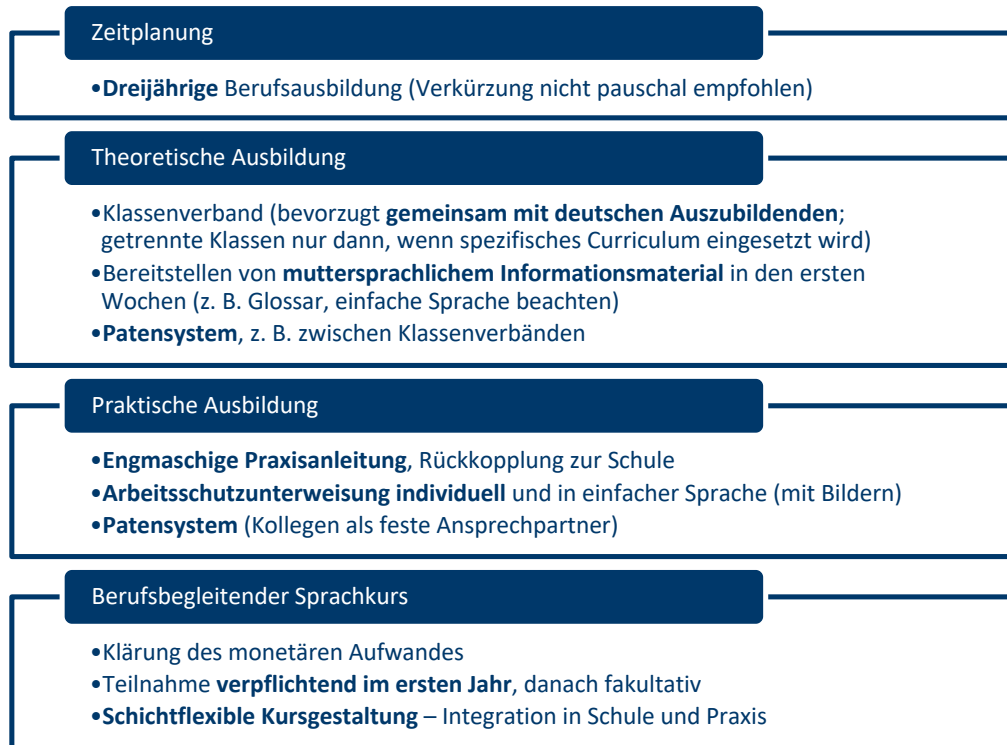 Zeitplanung
•Dreijährige Berufsausbildung (Verkürzung nicht pauschal empfohlen)
Theoretische Ausbildung
•Klassenverband (bevorzugt gemeinsam mit deutschen Auszubildenden;
getrennte Klassen nur dann, wenn spezifisches Curriculum eingesetzt wird)
•Bereitstellen von muttersprachlichem Informationsmaterial in den ersten
Wochen (z. B. Glossar, einfache Sprache beachten)
•Patensystem, z. B. zwischen Klassenverbänden
Praktische Ausbildung
•Engmaschige Praxisanleitung, Rückkopplung zur Schule
•Arbeitsschutzunterweisung individuell und in einfacher Sprache (mit Bildern)
•Patensystem (Kollegen als feste Ansprechpartner)
Berufsbegleitender Sprachkurs
•Klärung des monetären Aufwandes
•Teilnahme verpflichtend im ersten Jahr, danach fakultativ
•Schichtflexible Kursgestaltung – Integration in Schule und Praxis